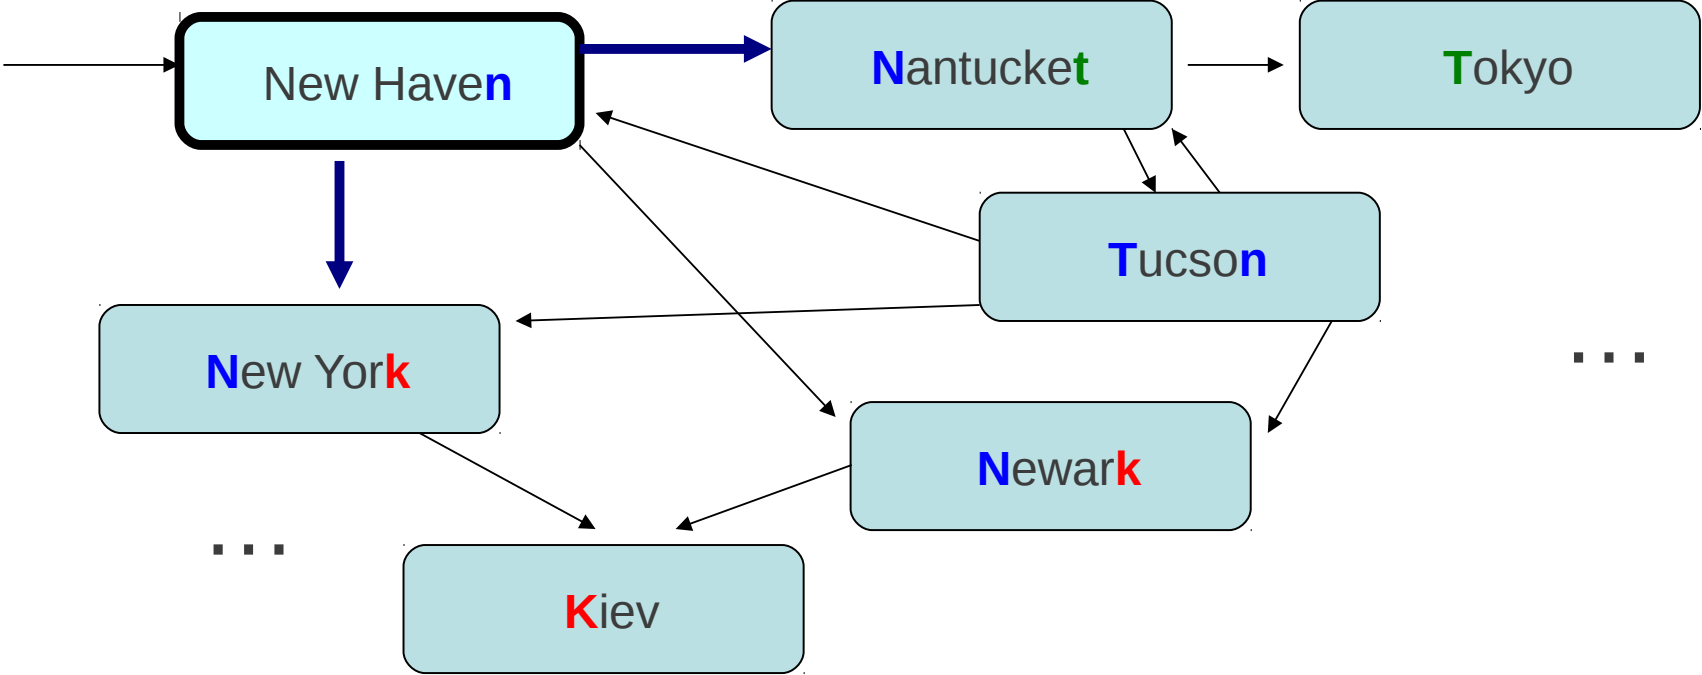 New Haven
Nantucket
Tokyo
Tucson
New York
...
Newark
...
Kiev